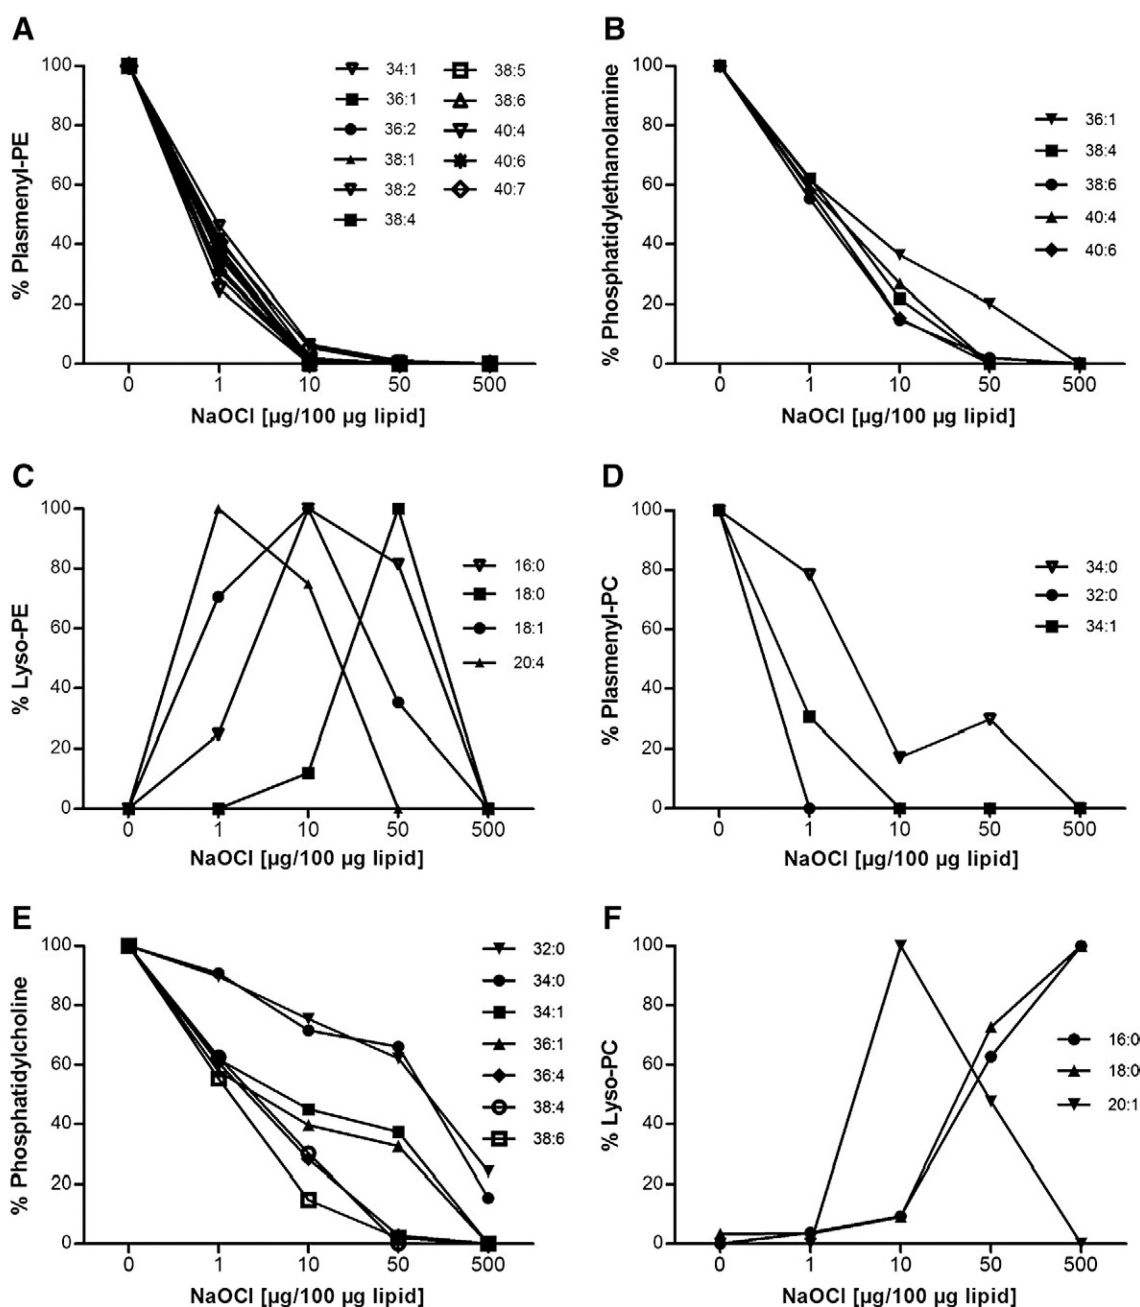 A
% Plasmenyl-PE
100
80
60
40
20
0
0 1 10 50 500
NaOCl [µg/100 µg lipid]
34:1
36:1
36:2
38:1
38:2
38:4
38:5
38:6
40:4
40:6
40:7
B
% Phosphatidylethanolamine
100
80
60
40
20
0
0 1 10 50 500
NaOCl [µg/100 µg lipid]
36:1
38:4
38:6
40:4
40:6
C
% Lyso-PE
100
80
60
40
20
0
0 1 10 50 500
NaOCl [µg/100 µg lipid]
16:0
18:0
18:1
20:4
D
% Plasmenyl-PC
100
80
60
40
20
0
0 1 10 50 500
NaOCl [µg/100 µg lipid]
34:0
32:0
34:1
E
% Phosphatidylcholine
100
80
60
40
20
0
0 1 10 50 500
NaOCl [µg/100 µg lipid]
32:0
34:0
34:1
36:1
36:4
38:4
38:6
F
% Lyso-PC
100
80
60
40
20
0
0 1 10 50 500
NaOCl [µg/100 µg lipid]
16:0
18:0
20:1